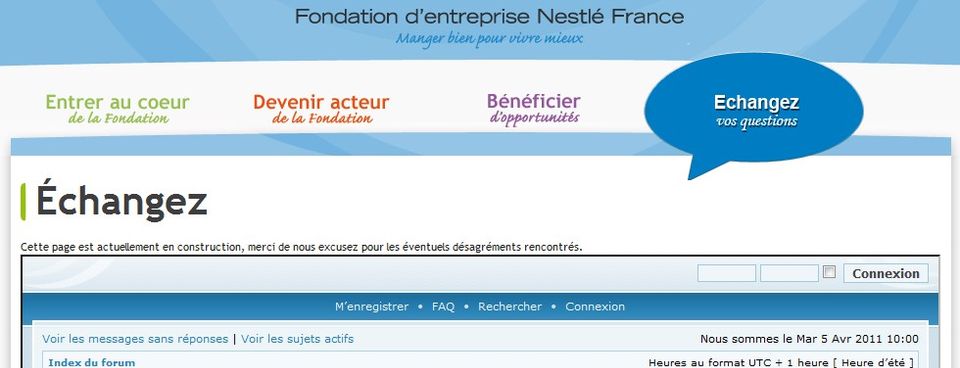 Fondation d'entreprise Nestlé France
Manger bien pour vivre mieux
Entrer au coeur
de la Fondation
Devenir acteur
de la Fondation
Bénéficier
d'opportunités
Echangez
vos questions
Échangez
Cette page est actuellement en construction, merci de nous excusez pour les éventuels désagréments rencontrés.
Connexion
M'enregistrer • FAQ • Rechercher • Connexion
Voir les messages sans réponses | Voir les sujets actifs
Nous sommes le Mar 5 Avr 2011 10:00
Index du forum
Heures au format UTC + 1 heure [ Heure d'été ]